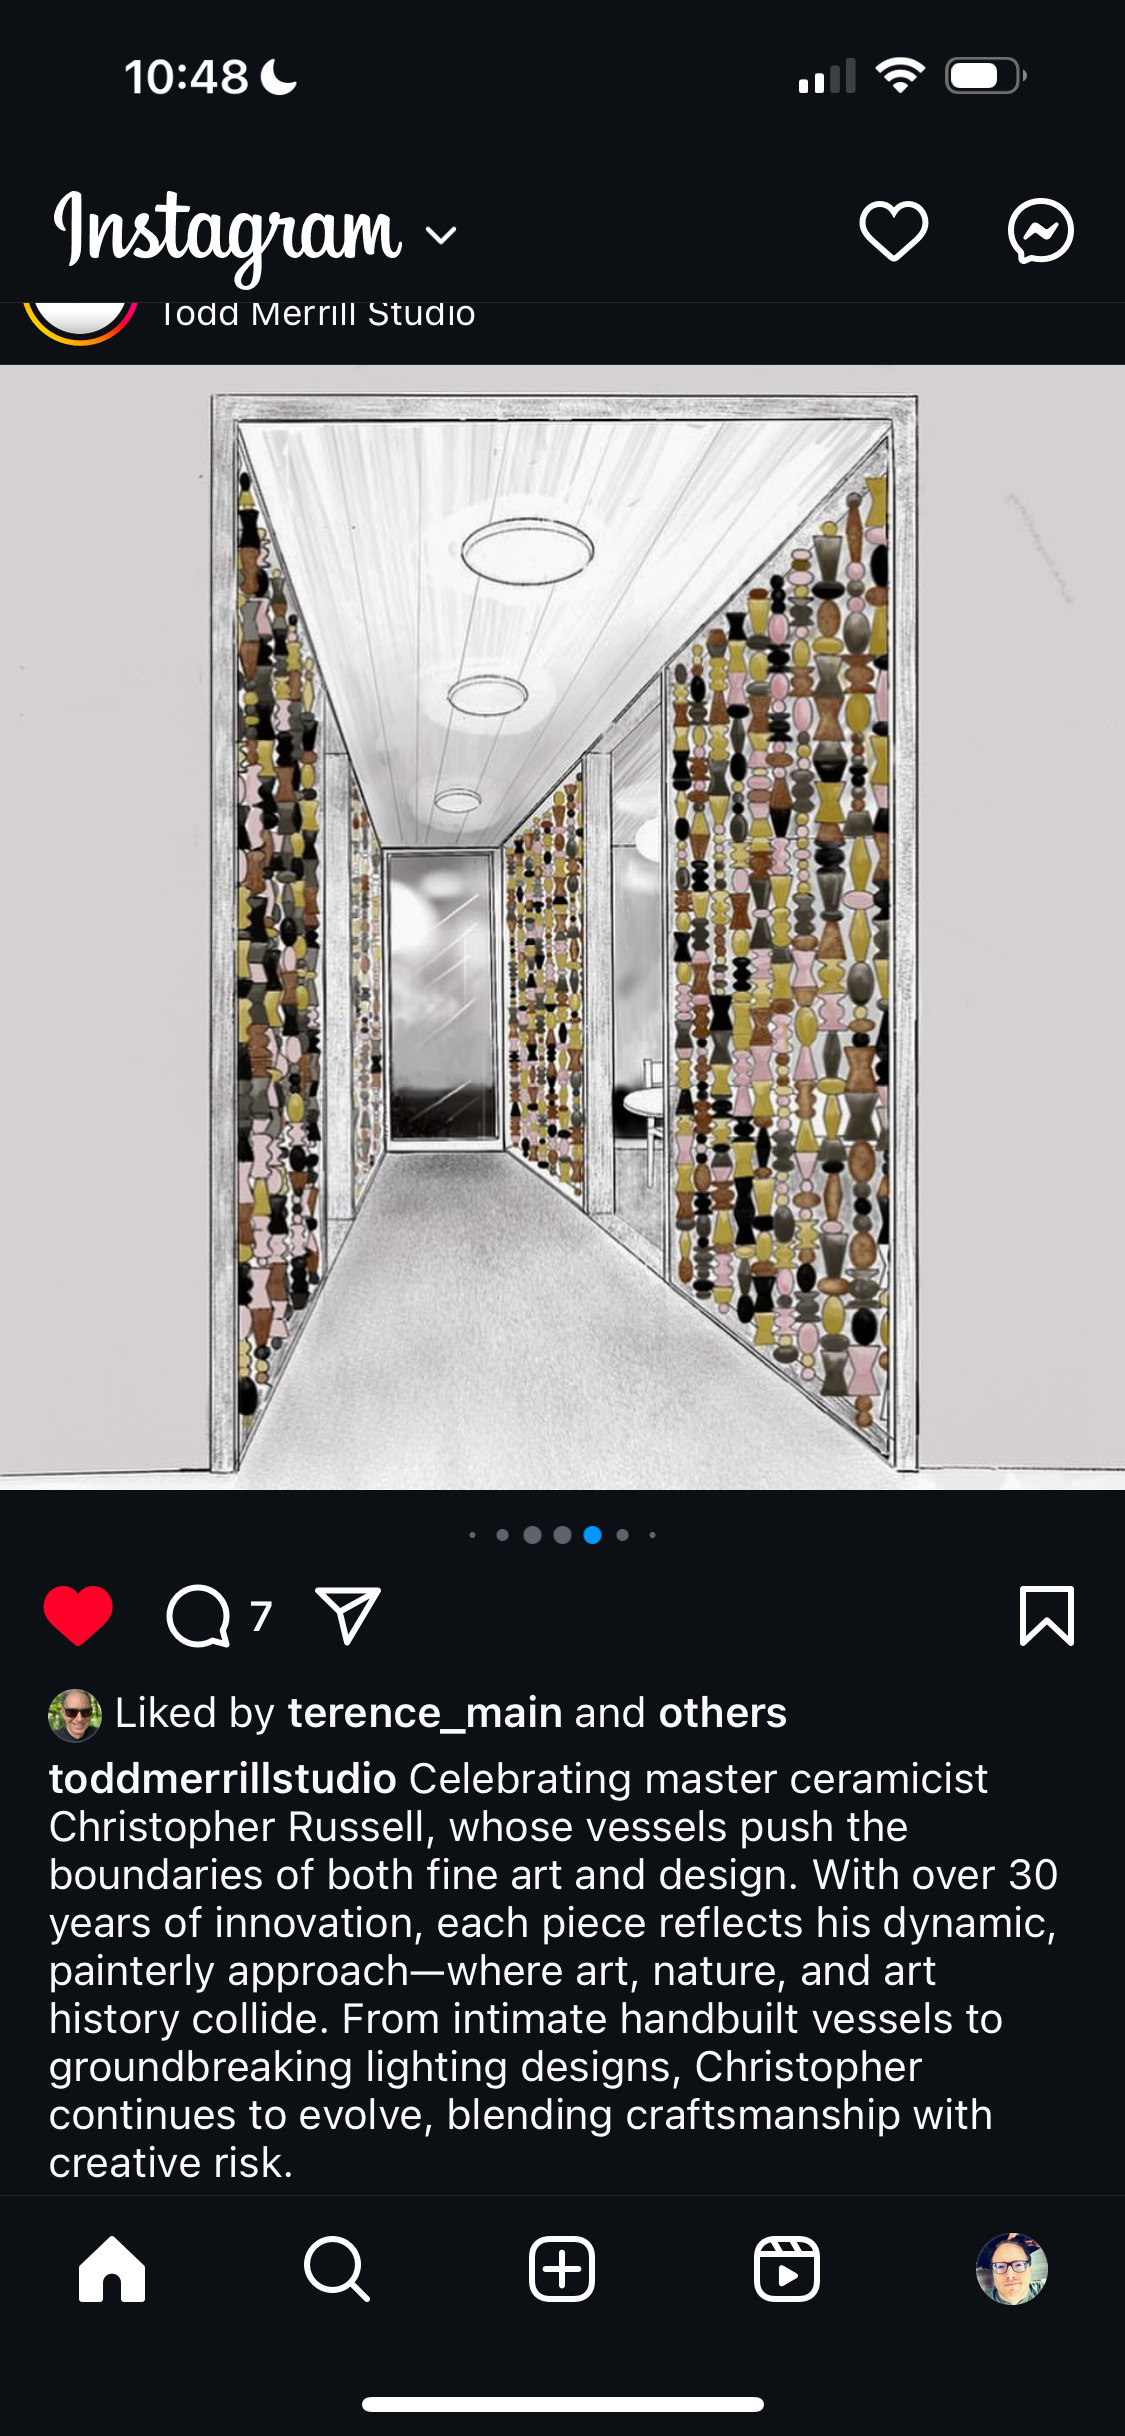 10:48
Instagram
Todd Merrill Studio
7
Liked by terence_main and others
toddmerrillstudio Celebrating master ceramicist
Christopher Russell, whose vessels push the
boundaries of both fine art and design. With over 30
years of innovation, each piece reflects his dynamic,
painterly approach—where art, nature, and art
history collide. From intimate handbuilt vessels to
groundbreaking lighting designs, Christopher
continues to evolve, blending craftsmanship with
creative risk.